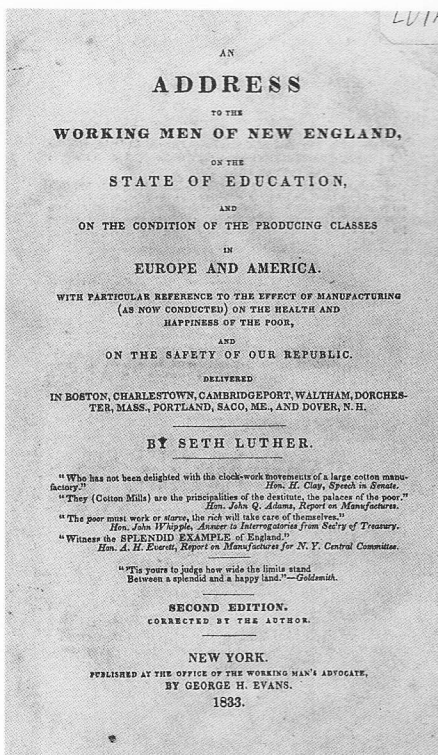 AN
ADDRESS
TO THE
WORKING MEN OF NEW ENGLAND,
ON THE
STATE OF EDUCATION,
AND
ON THE CONDITION OF THE PRODUCING CLASSES
IN
EUROPE AND AMERICA.
WITH PARTICULAR REFERENCE TO THE EFFECT OF MANUFACTURING
(AS NOW CONDUCTED) ON THE HEALTH AND
HAPPINESS OF THE POOR,
AND
ON THE SAFETY OF OUR REPUBLIC.
DELIVERED
IN BOSTON, CHARLESTOWN, CAMBRIDGEPORT, WALTHAM, DORCHES-
TER, MASS., PORTLAND, SACO, ME., AND DOVER, N. H.
BY SETH LUTHER.
"Who has not been delighted with the clock-work movements of a large cotton manu-
factory." Hon. H. Clay, Speech in Senate.
"They (Cotton Mills) are the principalities of the destitute, the palaces of the poor."
Hon. John Q. Adams, Report on Manufactures.
"The poor must work or starve, the rich will take care of themselves."
Hon. John Whipple, Answer to Interrogatories from Sec'ry of Treasury.
"Witness the SPLENDID EXAMPLE of England."
Hon. A. H. Everett, Report on Manufactures for N. Y. Central Committee.
"'Tis yours to judge how wide the limits stand
Between a splendid and a happy land."—Goldsmith.
SECOND EDITION.
CORRECTED BY THE AUTHOR.
NEW YORK.
PUBLISHED AT THE OFFICE OF THE WORKING MAN'S ADVOCATE,
BY GEORGE H. EVANS.
1833.